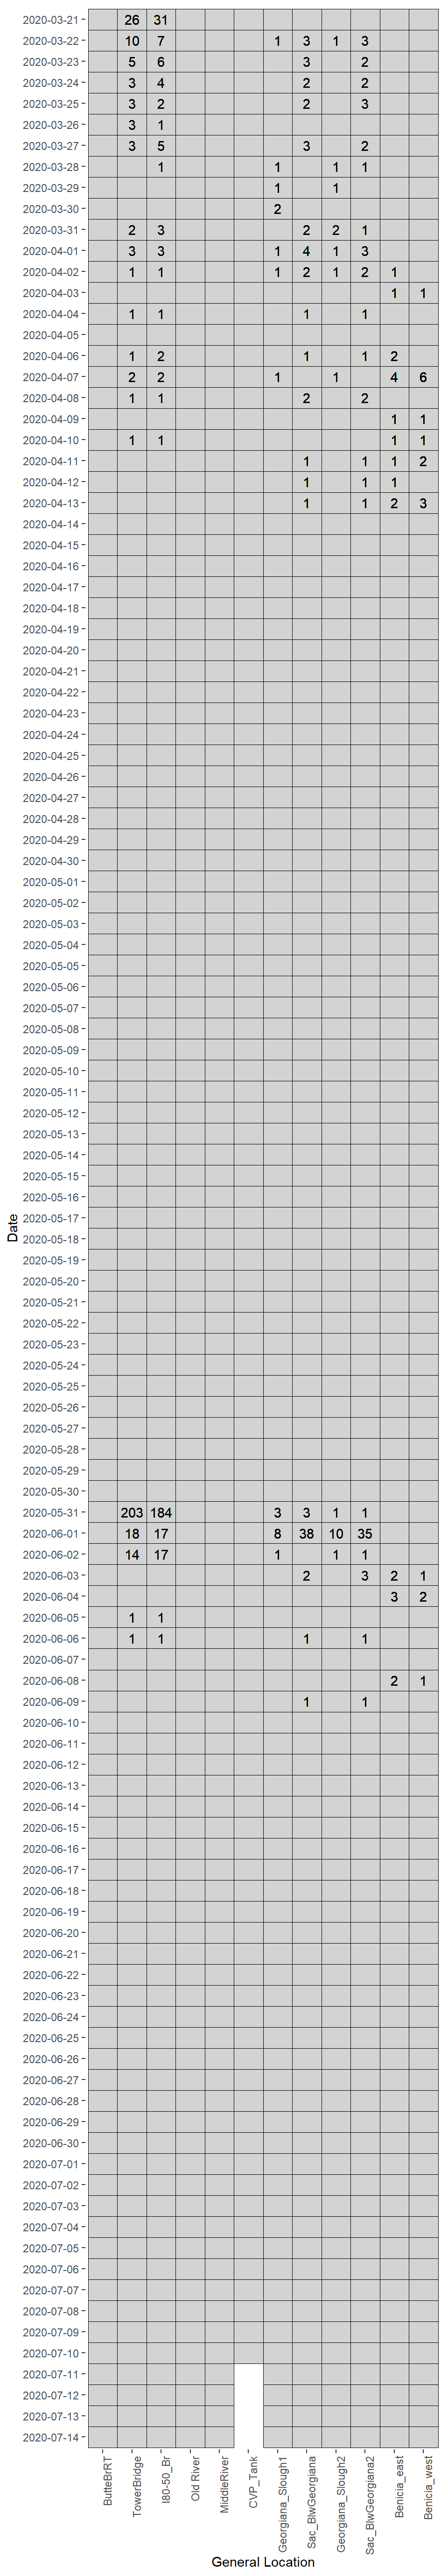 2020-03-21 26 31
2020-03-22 10 7 1 3 1 3
2020-03-23 5 6 3 2
2020-03-24 3 4 2 2
2020-03-25 3 2 2 3
2020-03-26 3 1
2020-03-27 3 5 3 2
2020-03-28 1 1 1 1
2020-03-29 1 1
2020-03-30 2
2020-03-31 2 3 2 2 1
2020-04-01 3 3 1 4 1 3
2020-04-02 1 1 1 2 1 2 1
2020-04-03 1 1
2020-04-04 1 1 1 1
2020-04-05
2020-04-06 1 2 1 1 2
2020-04-07 2 2 1 1 4 6
2020-04-08 1 1 2 2
2020-04-09 1 1
2020-04-10 1 1 1 1
2020-04-11 1 1 1 2
2020-04-12 1 1 1
2020-04-13 1 1 2 3
2020-04-14
2020-04-15
2020-04-16
2020-04-17
2020-04-18
2020-04-19
2020-04-20
2020-04-21
2020-04-22
2020-04-23
2020-04-24
2020-04-25
2020-04-26
2020-04-27
2020-04-28
2020-04-29
2020-04-30
2020-05-01
2020-05-02
2020-05-03
2020-05-04
2020-05-05
2020-05-06
2020-05-07
2020-05-08
2020-05-09
2020-05-10
2020-05-11
2020-05-12
2020-05-13
2020-05-14
2020-05-15
2020-05-16
2020-05-17
2020-05-18
2020-05-19
2020-05-20
2020-05-21
2020-05-22
2020-05-23
2020-05-24
2020-05-25
2020-05-26
2020-05-27
2020-05-28
2020-05-29
2020-05-30
2020-05-31 203 184 3 3 1 1
2020-06-01 18 17 8 38 10 35
2020-06-02 14 17 1 1 1
2020-06-03 2 3 2 1
2020-06-04 3 2
2020-06-05 1 1
2020-06-06 1 1 1 1
2020-06-07
2020-06-08 2 1
2020-06-09 1 1
2020-06-10
2020-06-11
2020-06-12
2020-06-13
2020-06-14
2020-06-15
2020-06-16
2020-06-17
2020-06-18
2020-06-19
2020-06-20
2020-06-21
2020-06-22
2020-06-23
2020-06-24
2020-06-25
2020-06-26
2020-06-27
2020-06-28
2020-06-29
2020-06-30
2020-07-01
2020-07-02
2020-07-03
2020-07-04
2020-07-05
2020-07-06
2020-07-07
2020-07-08
2020-07-09
2020-07-10
2020-07-11
2020-07-12
2020-07-13
2020-07-14
Date
ButteBrRT
TowerBridge
I80-50_Br
Old River
MiddleRiver
CVP_Tank
Georgiana_Slough1
Sac_BlwGeorgiana
Georgiana_Slough2
Sac_BlwGeorgiana2
Benicia_east
Benicia_west
General Location